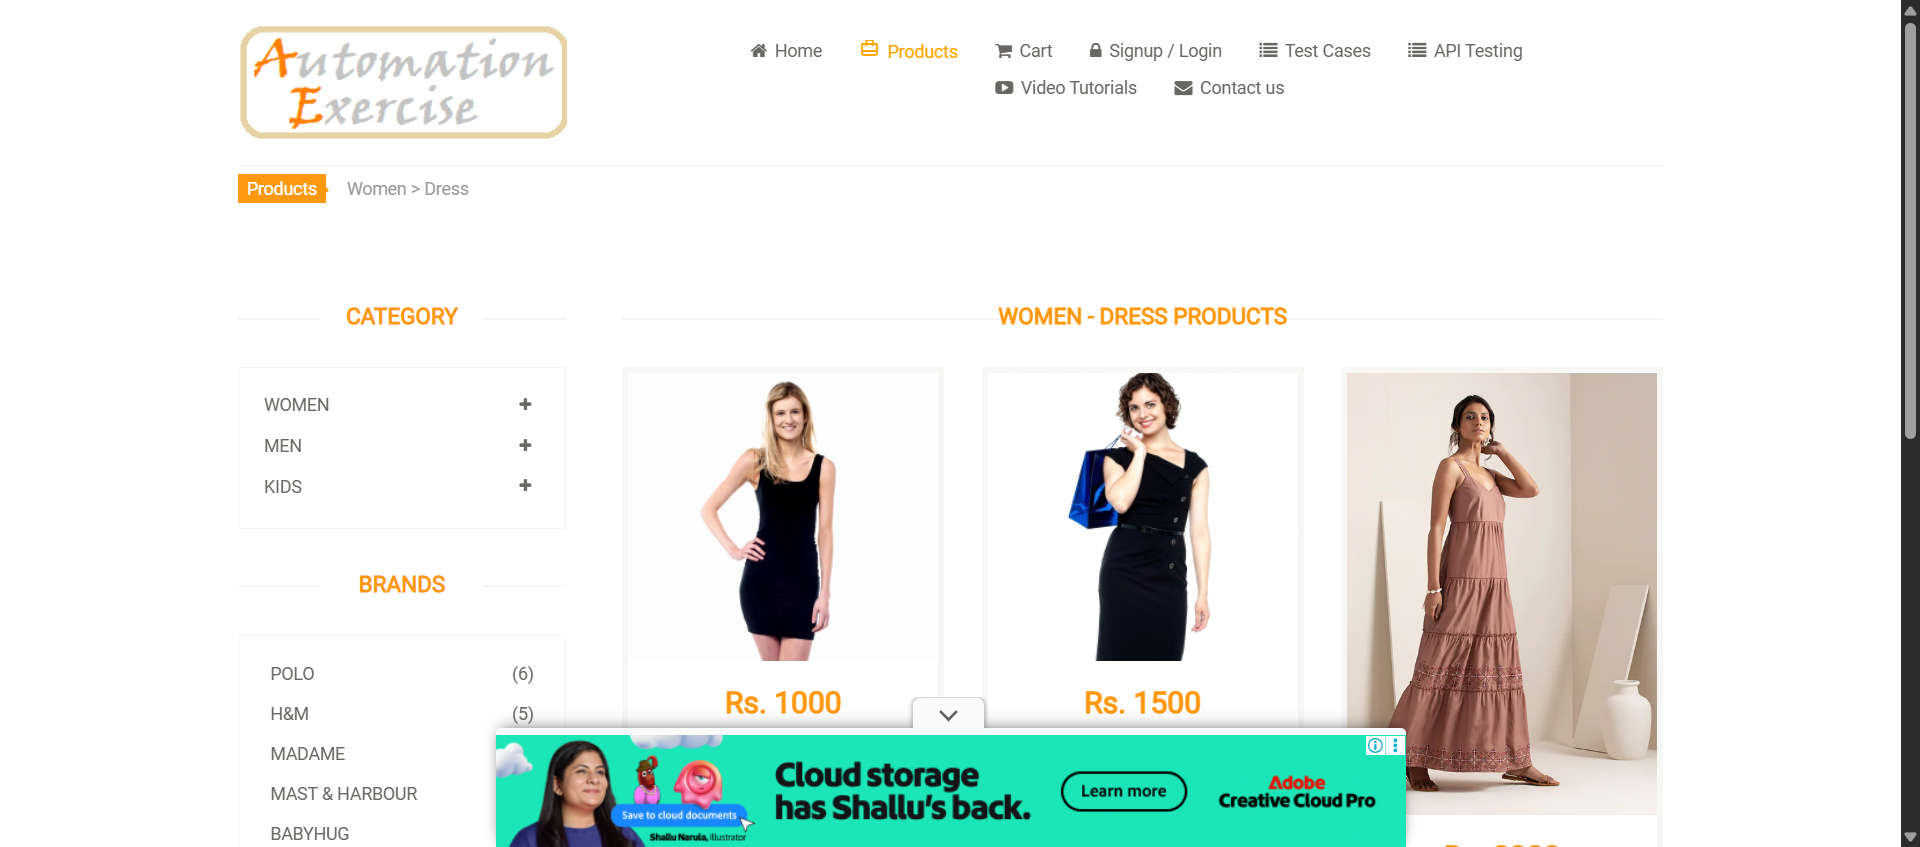 Automation
Exercise
Home
Products
Cart
Signup / Login
Test Cases
API Testing
Video Tutorials
Contact us
Products
Women > Dress
CATEGORY
WOMEN
MEN
KIDS
BRANDS
POLO (6)
H&M (5)
MADAME
MAST & HARBOUR
BABYHUG
WOMEN - DRESS PRODUCTS
Rs. 1000
Rs. 1500
Save to cloud documents
Shallu Narula, Illustrator
Cloud storage
has Shallu's back.
Learn more
Adobe
Creative Cloud Pro